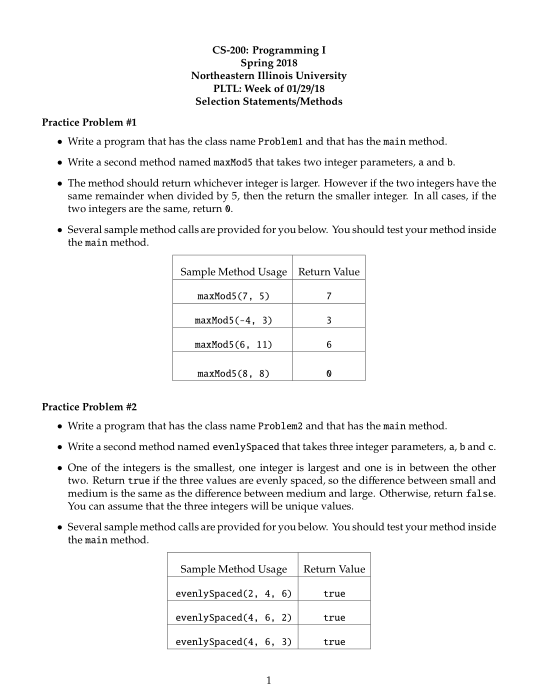 CS-200: Programming I
Spring 2018
Northeastern Illinois University
PLTL: Week of 01/29/18
Selection Statements/Methods
Practice Problem #1
• Write a program that has the class name Problem1 and that has the main method.
• Write a second method named maxMod5 that takes two integer parameters, a and b.
• The method should return whichever integer is larger. However if the two integers have the
same remainder when divided by 5, then the return the smaller integer. In all cases, if the
two integers are the same, return 0.
• Several sample method calls are provided for you below. You should test your method inside
the main method.
Sample Method Usage Return Value
maxMod5(7, 5) 7
maxMod5(-4, 3) 3
maxMod5(6, 11) 6
maxMod5(8, 8) 0
Practice Problem #2
• Write a program that has the class name Problem2 and that has the main method.
• Write a second method named evenlySpaced that takes three integer parameters, a, b and c.
• One of the integers is the smallest, one integer is largest and one is in between the other
two. Return true if the three values are evenly spaced, so the difference between small and
medium is the same as the difference between medium and large. Otherwise, return false.
You can assume that the three integers will be unique values.
• Several sample method calls are provided for you below. You should test your method inside
the main method.
Sample Method Usage Return Value
evenlySpaced(2, 4, 6) true
evenlySpaced(4, 6, 2) true
evenlySpaced(4, 6, 3) true
1